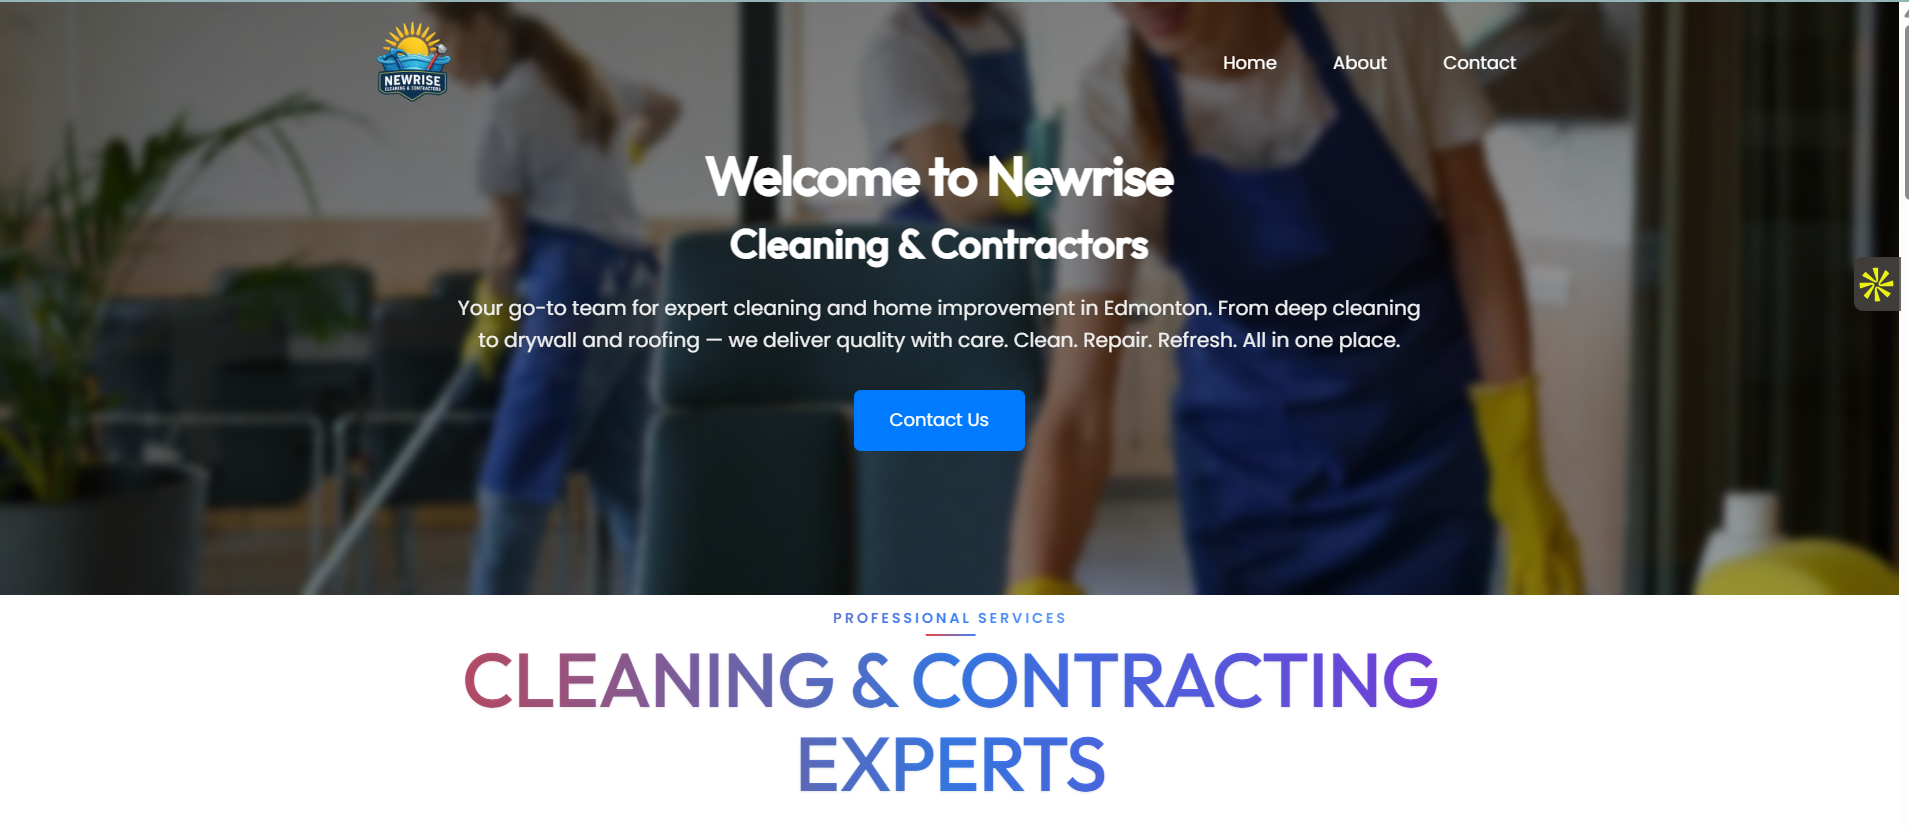 NEWRISE
CLEANING & CONTRACTORS
Home
About
Contact
Welcome to Newrise
Cleaning & Contractors
Your go-to team for expert cleaning and home improvement in Edmonton. From deep cleaning
to drywall and roofing — we deliver quality with care. Clean. Repair. Refresh. All in one place.
Contact Us
PROFESSIONAL SERVICES
CLEANING & CONTRACTING
EXPERTS